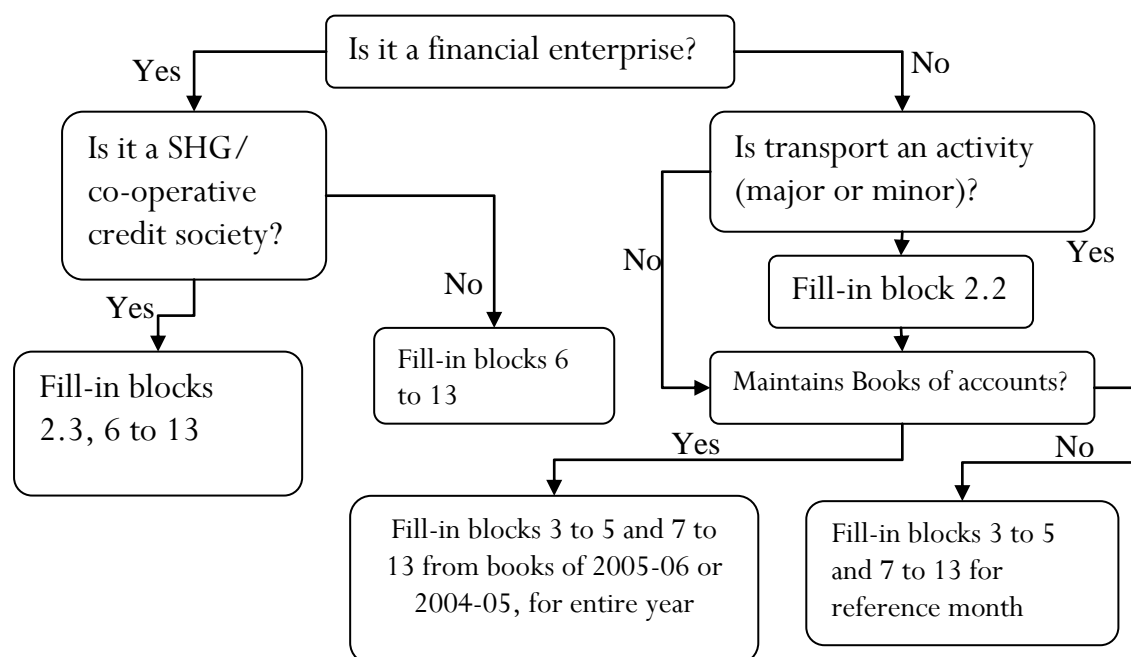 Is it a financial enterprise?
Yes
No
Is it a SHG/
co-operative
credit society?
Is transport an activity
(major or minor)?
No
Yes
Yes
No
Fill-in block 2.2
Fill-in blocks
2.3, 6 to 13
Fill-in blocks 6
to 13
Maintains Books of accounts?
Yes
No
Fill-in blocks 3 to 5 and 7 to
13 from books of 2005-06 or
2004-05, for entire year
Fill-in blocks 3 to 5
and 7 to 13 for
reference month